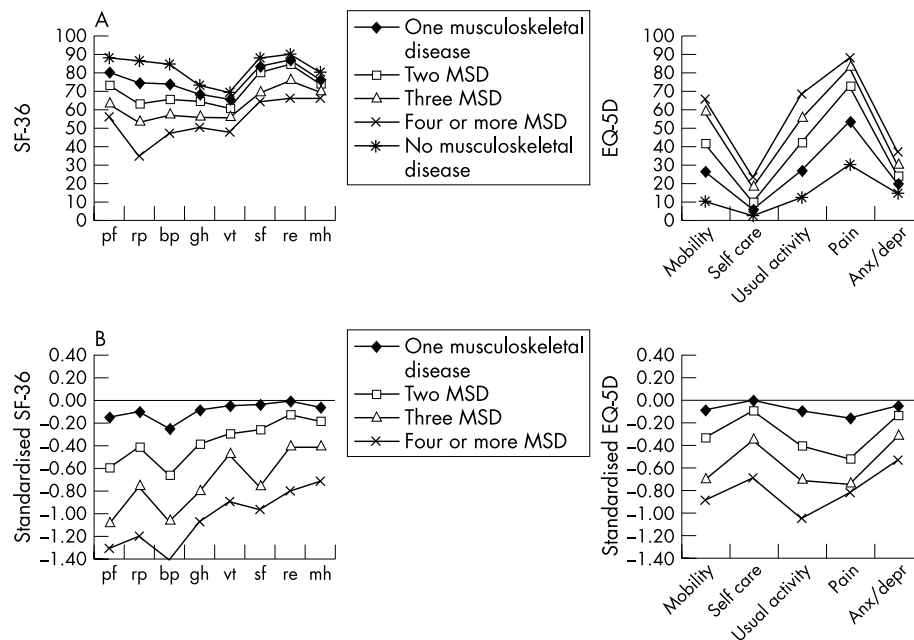 A
SF-36
100
90
80
70
60
50
40
30
20
10
0
pf rp bp gh vt sf re mh
One musculoskeletal
disease
Two MSD
Three MSD
Four or more MSD
No musculoskeletal
disease
EQ-5D
100
90
80
70
60
50
40
30
20
10
0
Mobility
Self care
Usual activity
Pain
Anx/depr
B
Standardised SF-36
0.40
0.20
0.00
−0.20
−0.40
−0.60
−0.80
−1.00
−1.20
−1.40
pf rp bp gh vt sf re mh
One musculoskeletal
disease
Two MSD
Three MSD
Four or more MSD
Standardised EQ-5D
0.40
0.20
0.00
−0.20
−0.40
−0.60
−0.80
−1.00
−1.20
−1.40
Mobility
Self care
Usual activity
Pain
Anx/depr